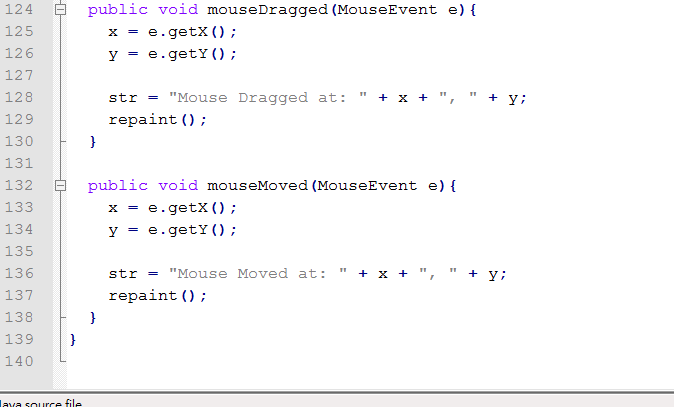 124 public void mouseDragged(MouseEvent e){
125 x = e.getX();
126 y = e.getY();
127
128 str = "Mouse Dragged at: " + x + ", " + y;
129 repaint();
130 }
131
132 public void mouseMoved(MouseEvent e){
133 x = e.getX();
134 y = e.getY();
135
136 str = "Mouse Moved at: " + x + ", " + y;
137 repaint();
138 }
139 }
140
Java source file